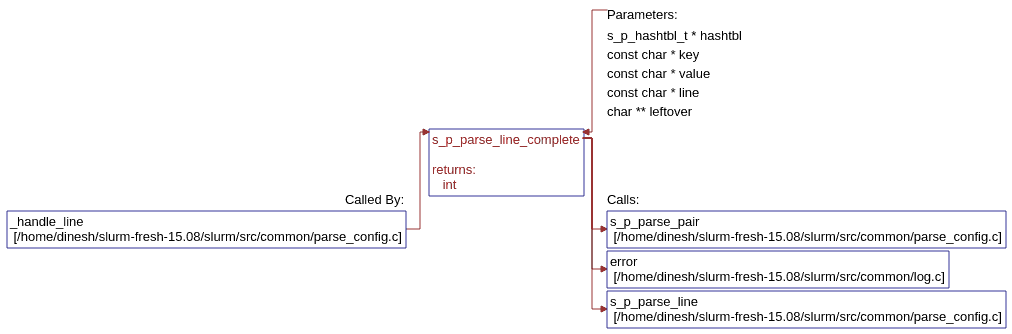 Parameters:
s_p_hashtbl_t * hashtbl
const char * key
const char * value
const char * line
char ** leftover
s_p_parse_line_complete
returns:
int
Called By:
_handle_line
[/home/dinesh/slurm-fresh-15.08/slurm/src/common/parse_config.c]
Calls:
s_p_parse_pair
[/home/dinesh/slurm-fresh-15.08/slurm/src/common/parse_config.c]
error
[/home/dinesh/slurm-fresh-15.08/slurm/src/common/log.c]
s_p_parse_line
[/home/dinesh/slurm-fresh-15.08/slurm/src/common/parse_config.c]